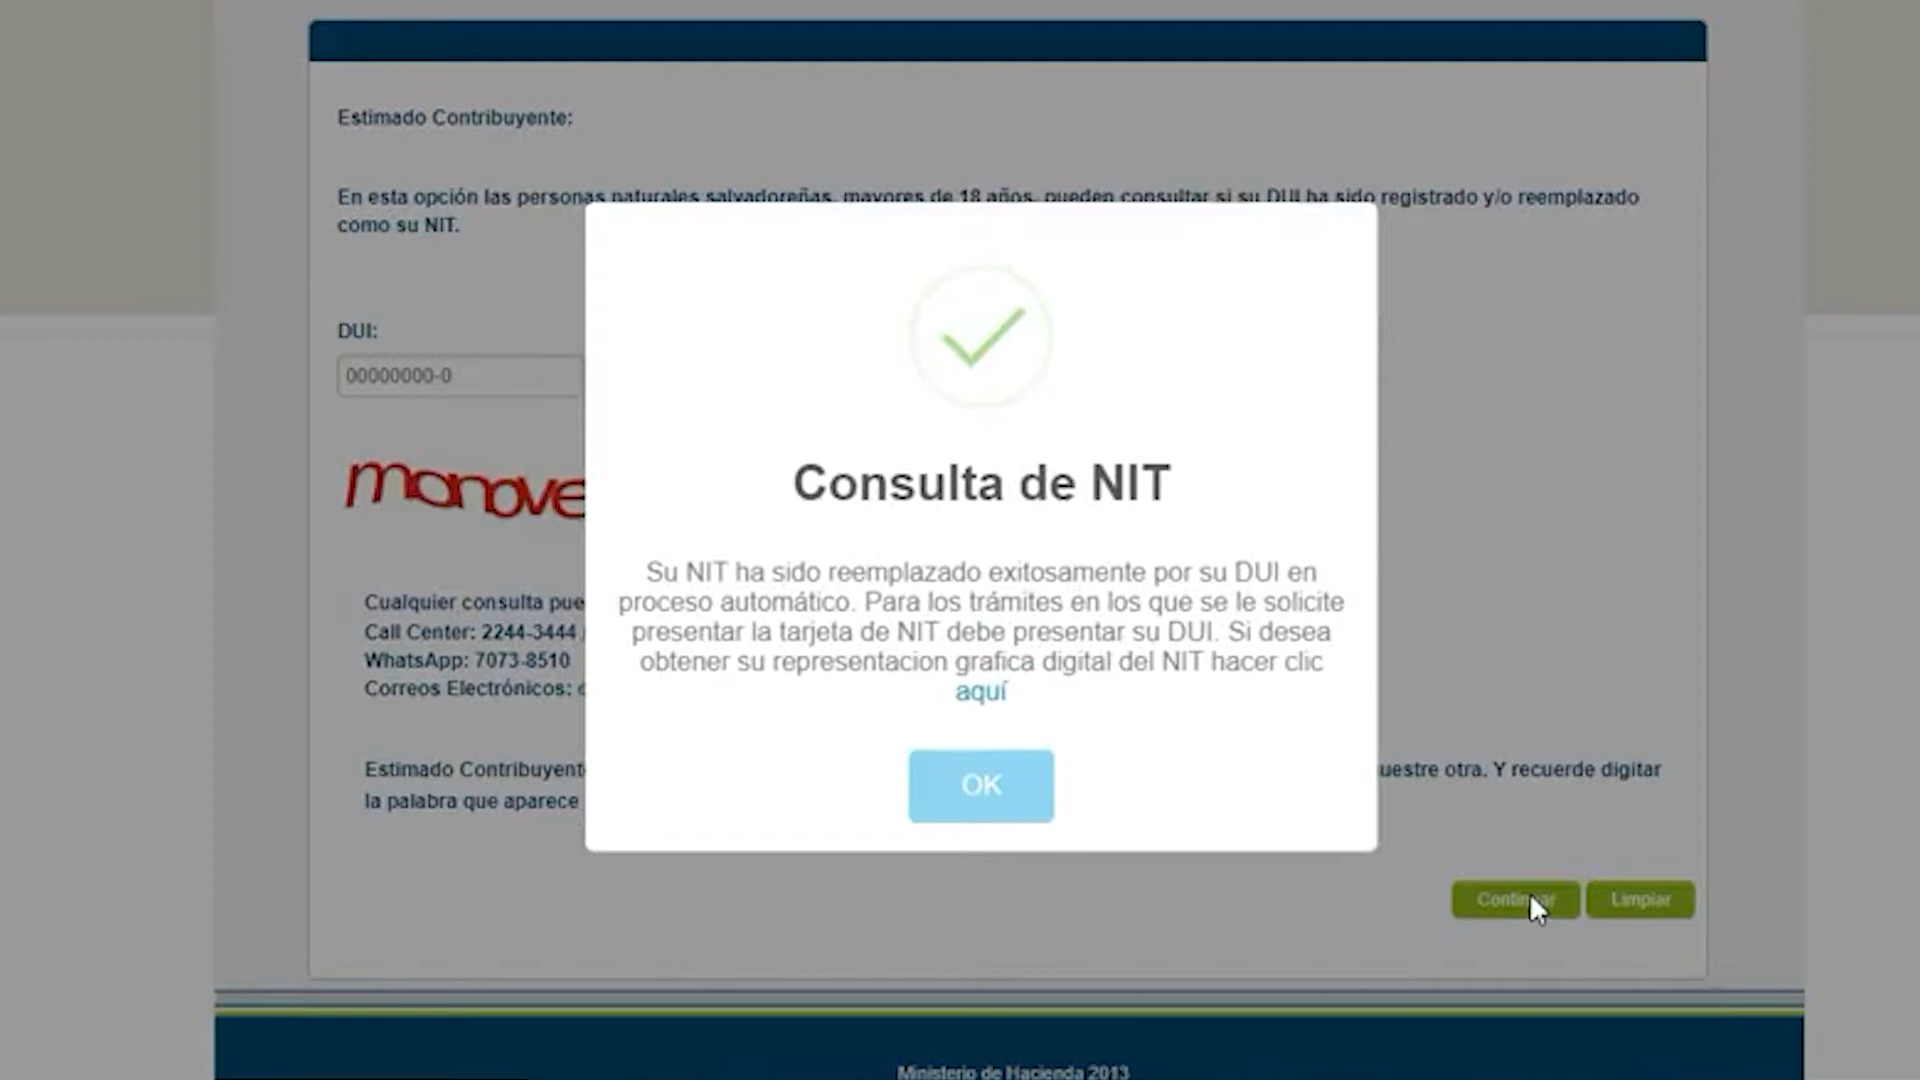 Estimado Contribuyente:
En esta opción las personas naturales salvadoreñas, mayores de 18 años, pueden consultar si su DUI ha sido registrado y/o reemplazado
como su NIT.
DUI:
00000000-0
manove
Consulta de NIT
Su NIT ha sido reemplazado exitosamente por su DUI en
proceso automático. Para los trámites en los que se le solicite
presentar la tarjeta de NIT debe presentar su DUI. Si desea
obtener su representacion grafica digital del NIT hacer clic
aquí
OK
Cualquier consulta pue
Call Center: 2244-3444
WhatsApp: 7073-8510
Correos Electrónicos:
Estimado Contribuyent uestre otra. Y recuerde digitar
la palabra que aparece
Continuar Limpiar
Ministerio de Hacienda 2013